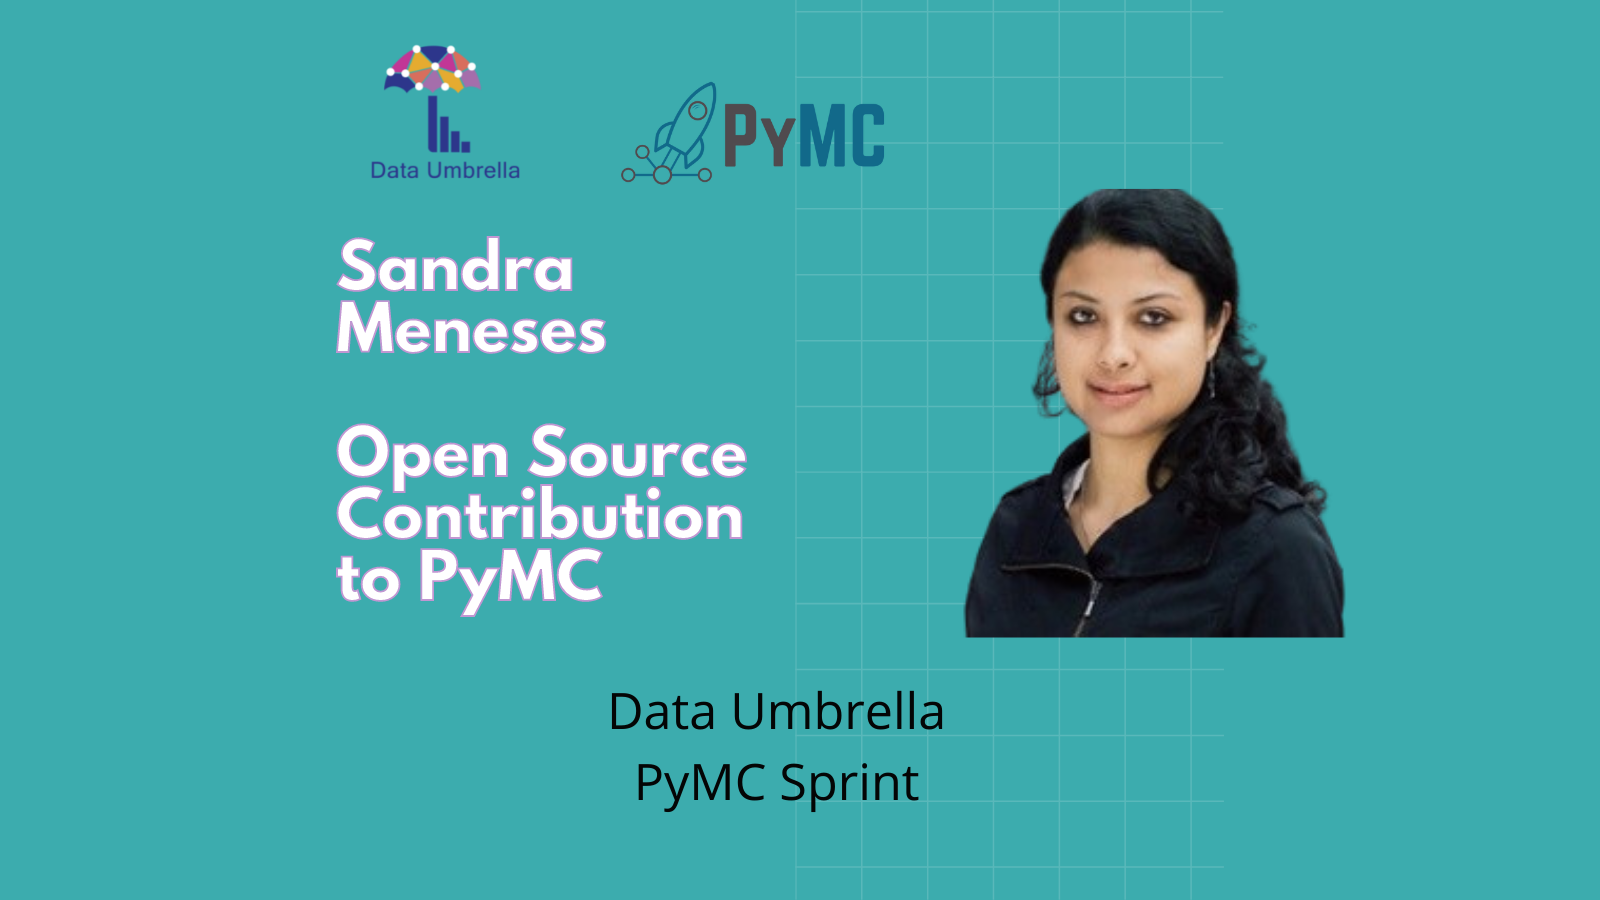 Data Umbrella
PyMC
Sandra
Meneses
Open Source
Contribution
to PyMC
Data Umbrella
PyMC Sprint